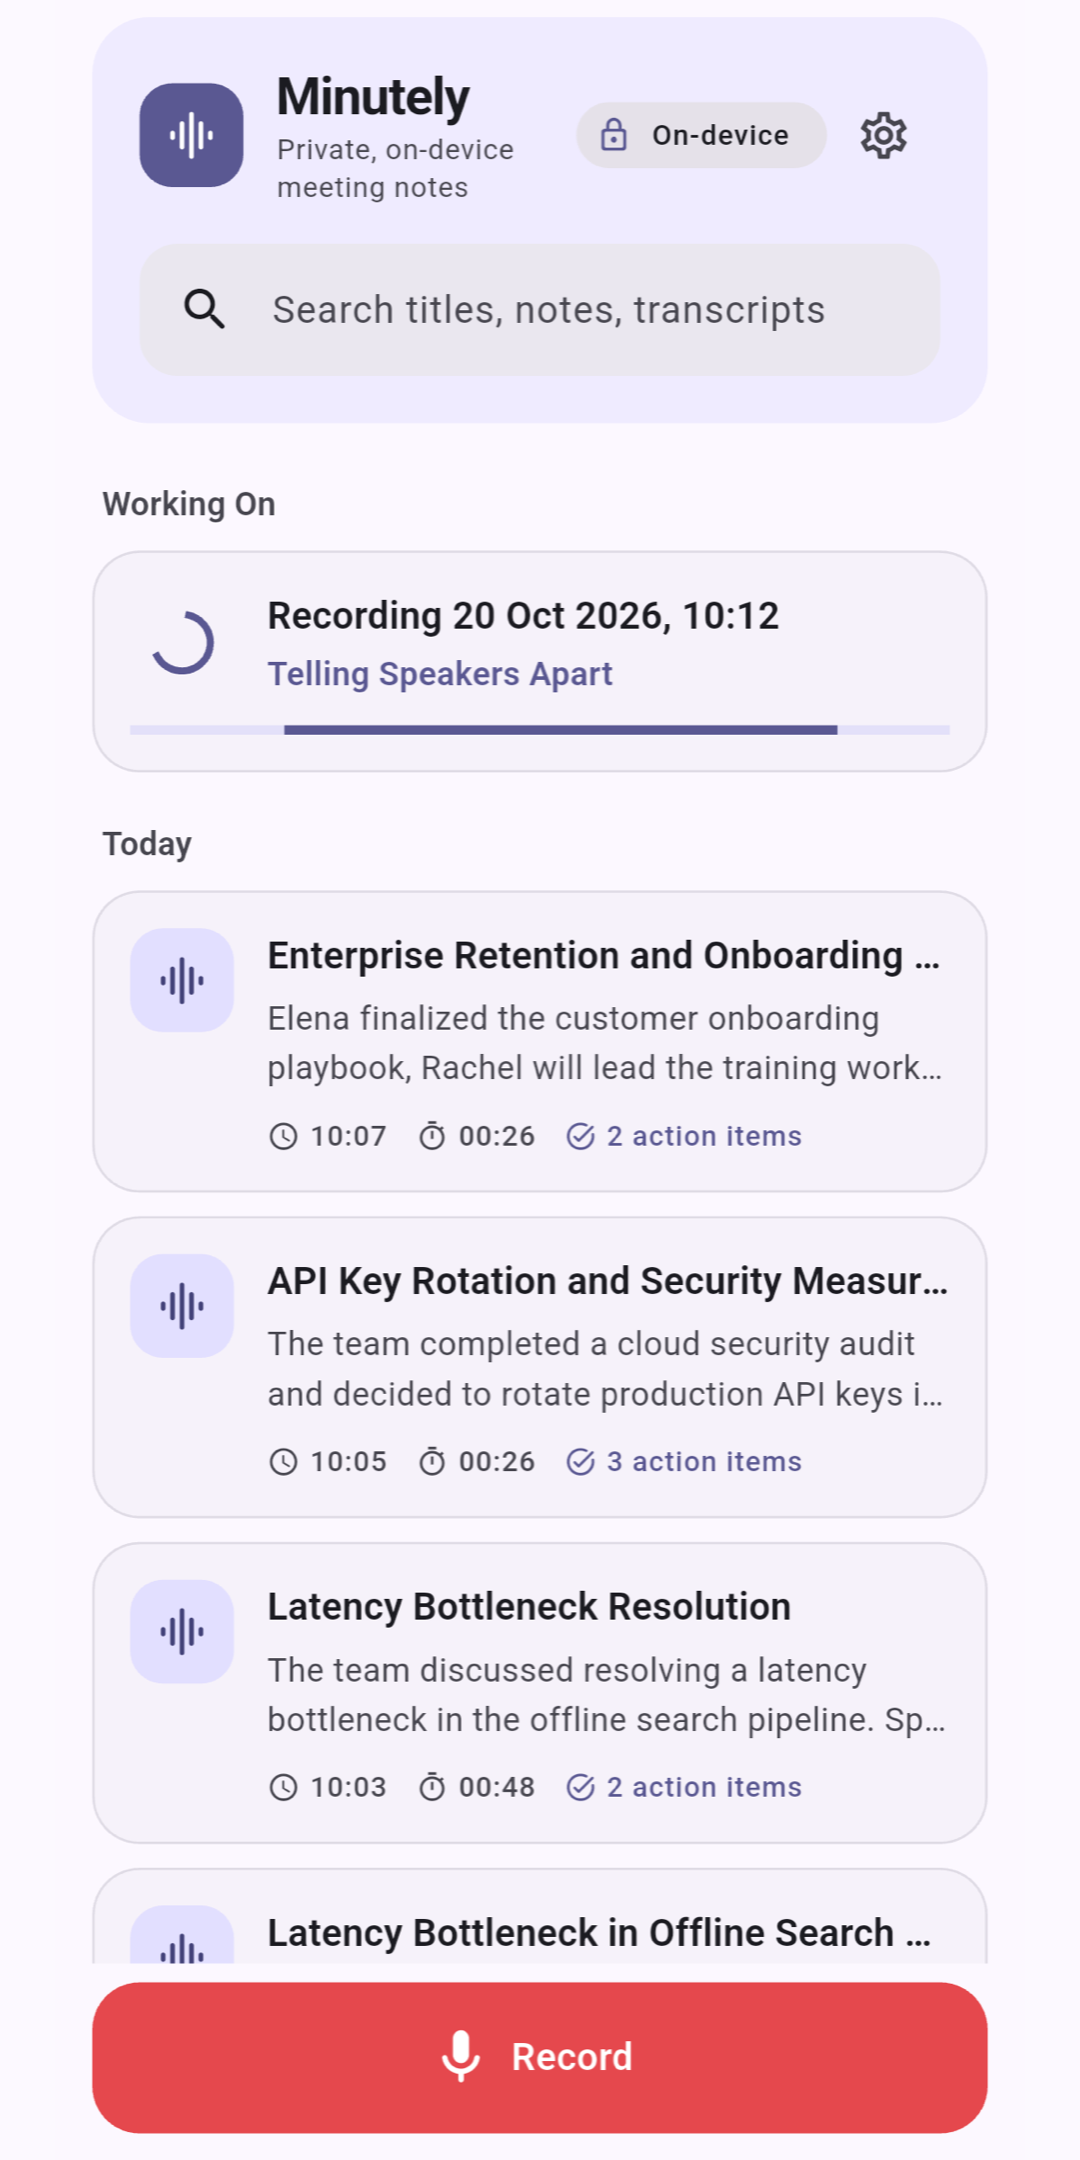 Minutely
Private, on-device
meeting notes
On-device
Search titles, notes, transcripts
Working On
Recording 20 Oct 2026, 10:12
Telling Speakers Apart
Today
Enterprise Retention and Onboarding ...
Elena finalized the customer onboarding
playbook, Rachel will lead the training work...
10:07 00:26 2 action items
API Key Rotation and Security Measur...
The team completed a cloud security audit
and decided to rotate production API keys i...
10:05 00:26 3 action items
Latency Bottleneck Resolution
The team discussed resolving a latency
bottleneck in the offline search pipeline. Sp...
10:03 00:48 2 action items
Latency Bottleneck in Offline Search ...
Record